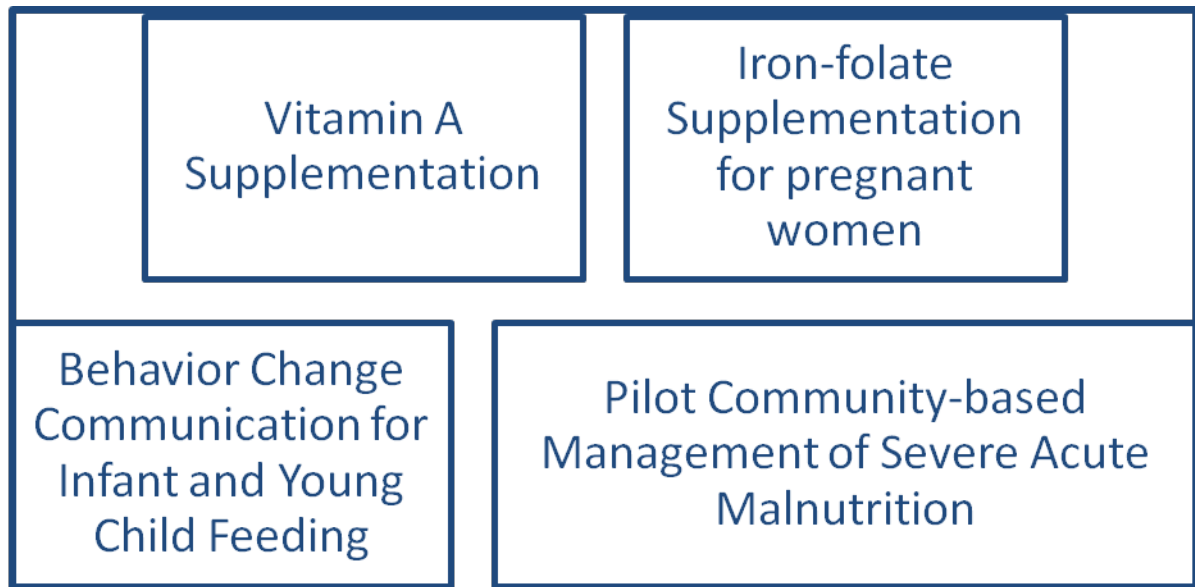 Vitamin A
Supplementation
Iron-folate
Supplementation
for pregnant
women
Behavior Change
Communication for
Infant and Young
Child Feeding
Pilot Community-based
Management of Severe Acute
Malnutrition